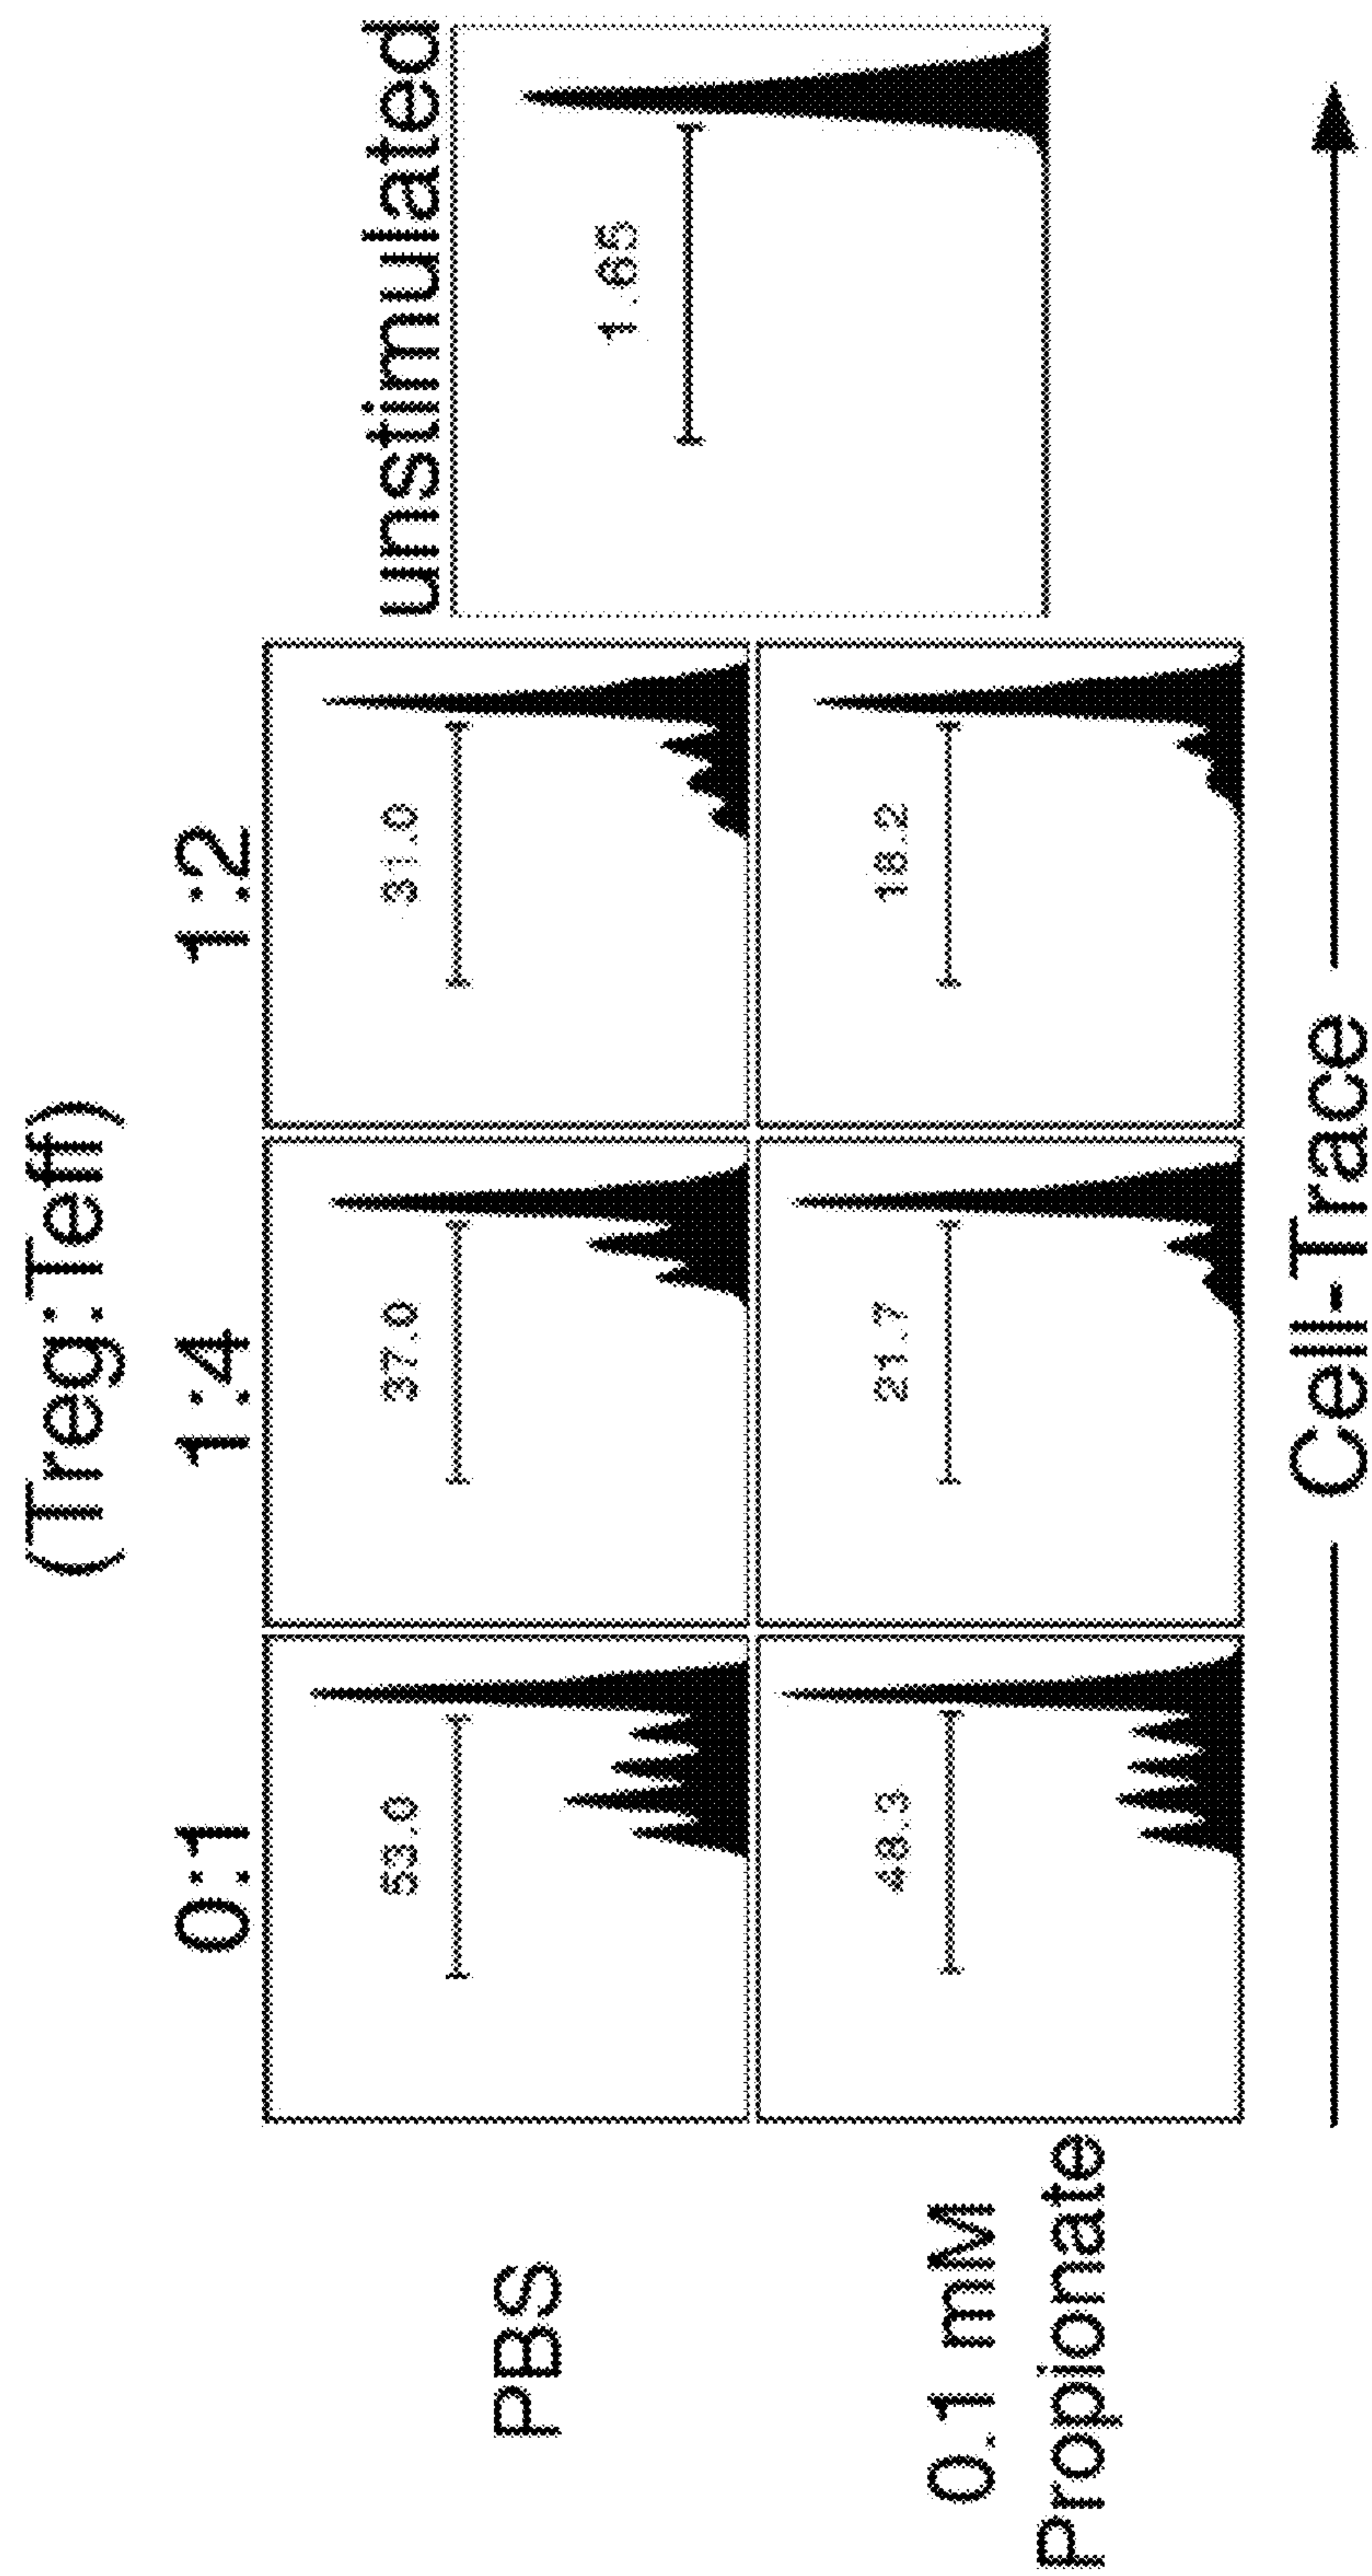 (Treg:Teff)
0:1 1:4 1:2 unstimulated
PBS 53.0 37.0 31.0
1.65
0.1 mM
Propionate 48.3 21.7 18.2
Cell-Trace